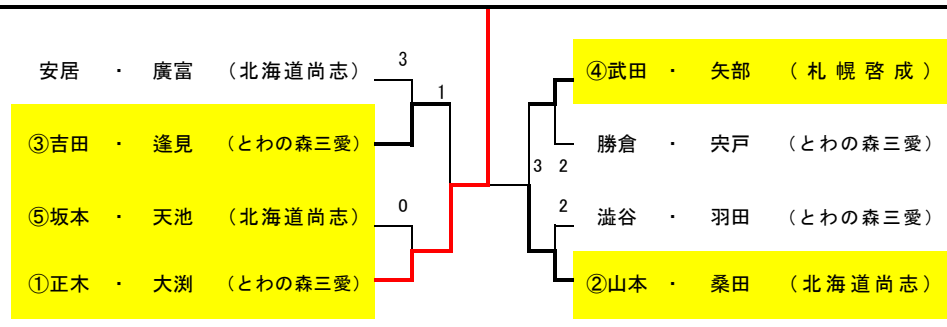 安居 ・ 廣富 (北海道尚志)
3
1
③吉田 ・ 逢見 (とわの森三愛)
⑤坂本 ・ 天池 (北海道尚志)
0
①正木 ・ 大渕 (とわの森三愛)
④武田 ・ 矢部 (札幌啓成)
勝倉 ・ 宍戸 (とわの森三愛)
3 2
2
澁谷 ・ 羽田 (とわの森三愛)
②山本 ・ 桑田 (北海道尚志)